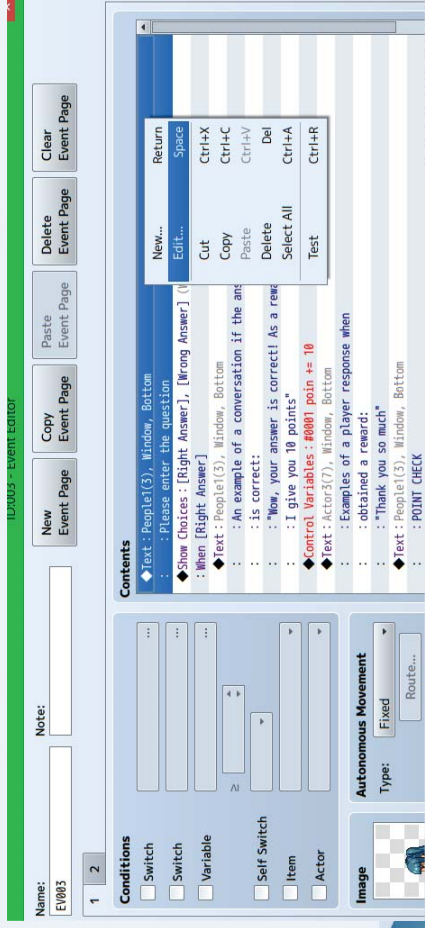 ID:003 - Event Editor
Name:
Note:
EV003
New
Event Page
Copy
Event Page
Paste
Event Page
Delete
Event Page
Clear
Event Page
1
2
Conditions
Switch
...
Switch
...
Variable
...
≥
Self Switch
Item
Actor
Image
Autonomous Movement
Type:
Fixed
Route...
Contents
◆Text : People1(3), Window, Bottom
: : Please enter the question
◆Show Choices : [Right Answer], [Wrong Answer] (W
: When [Right Answer]
◆Text : People1(3), Window, Bottom
: : An example of a conversation if the ans
: : is correct:
: : "Wow, your answer is correct! As a rewa
: : I give you 10 points"
◆Control Variables : #0001 poin += 10
◆Text : Actor3(7), Window, Bottom
: : Examples of a player response when
: : obtained a reward:
: : "Thank you so much"
◆Text : People1(3), Window, Bottom
: : POINT CHECK
New... Return
Edit... Space
Cut Ctrl+X
Copy Ctrl+C
Paste Ctrl+V
Delete Del
Select All Ctrl+A
Test Ctrl+R